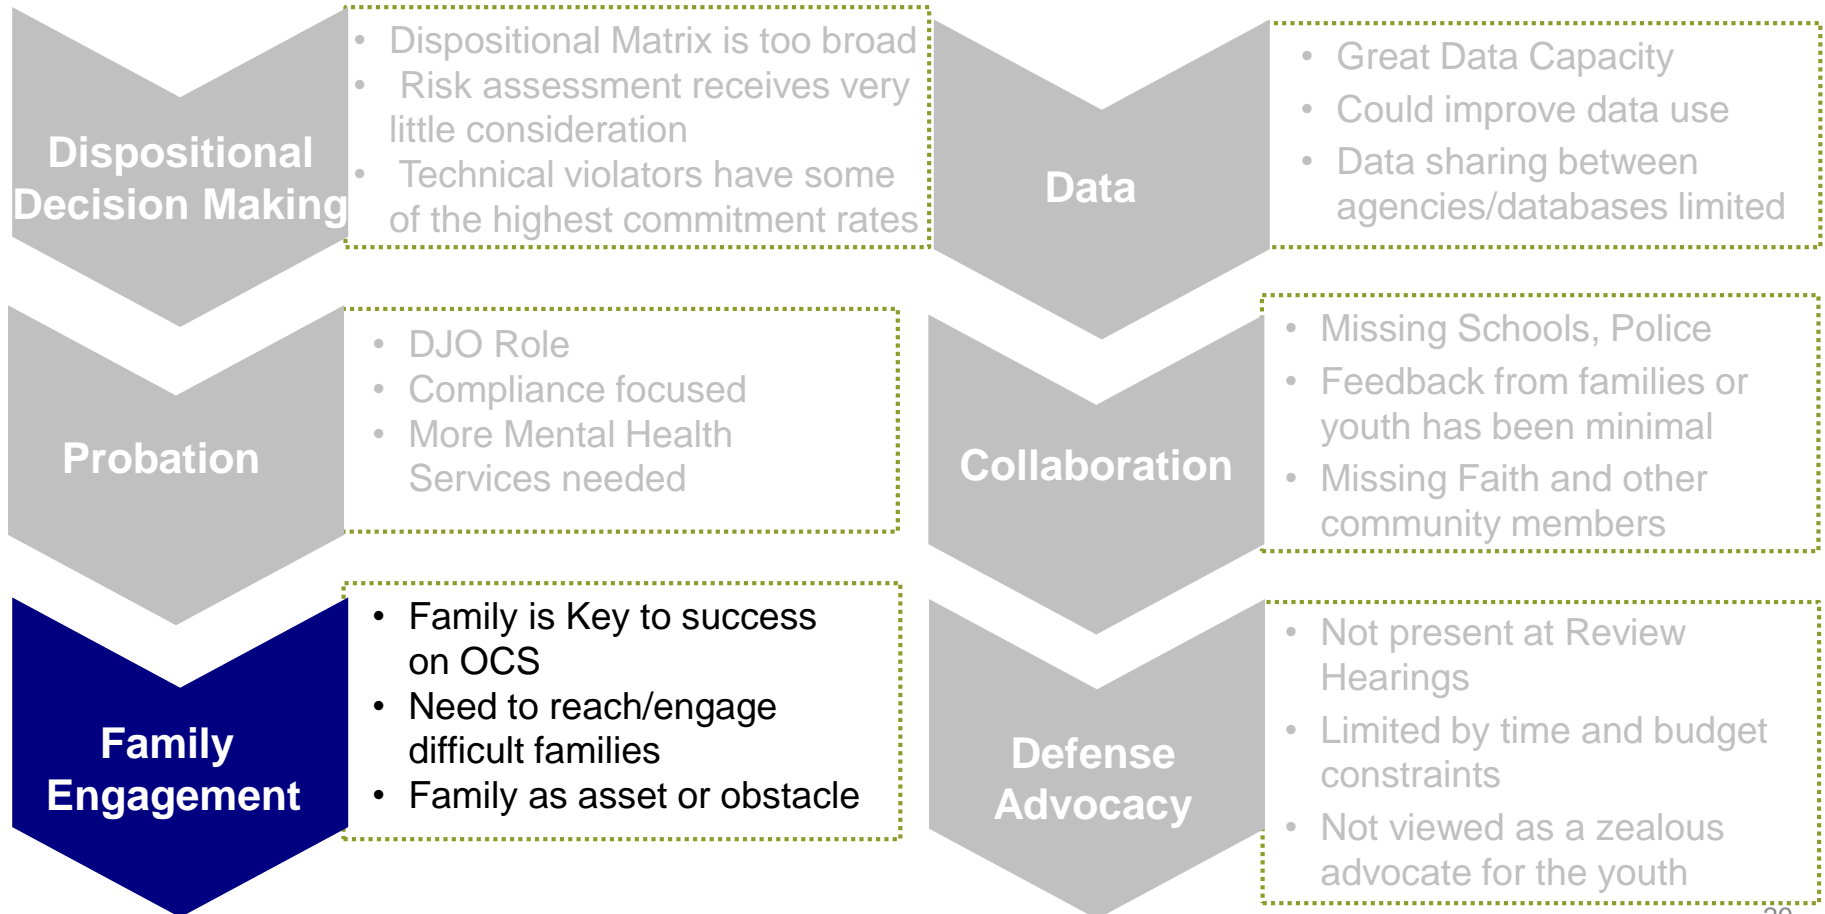 Dispositional
Decision Making
• Dispositional Matrix is too broad
• Risk assessment receives very
little consideration
• Technical violators have some
of the highest commitment rates
Probation
• DJO Role
• Compliance focused
• More Mental Health
Services needed
Family
Engagement
• Family is Key to success
on OCS
• Need to reach/engage
difficult families
• Family as asset or obstacle
Data
• Great Data Capacity
• Could improve data use
• Data sharing between
agencies/databases limited
Collaboration
• Missing Schools, Police
• Feedback from families or
youth has been minimal
• Missing Faith and other
community members
Defense
Advocacy
• Not present at Review
Hearings
• Limited by time and budget
constraints
• Not viewed as a zealous
advocate for the youth